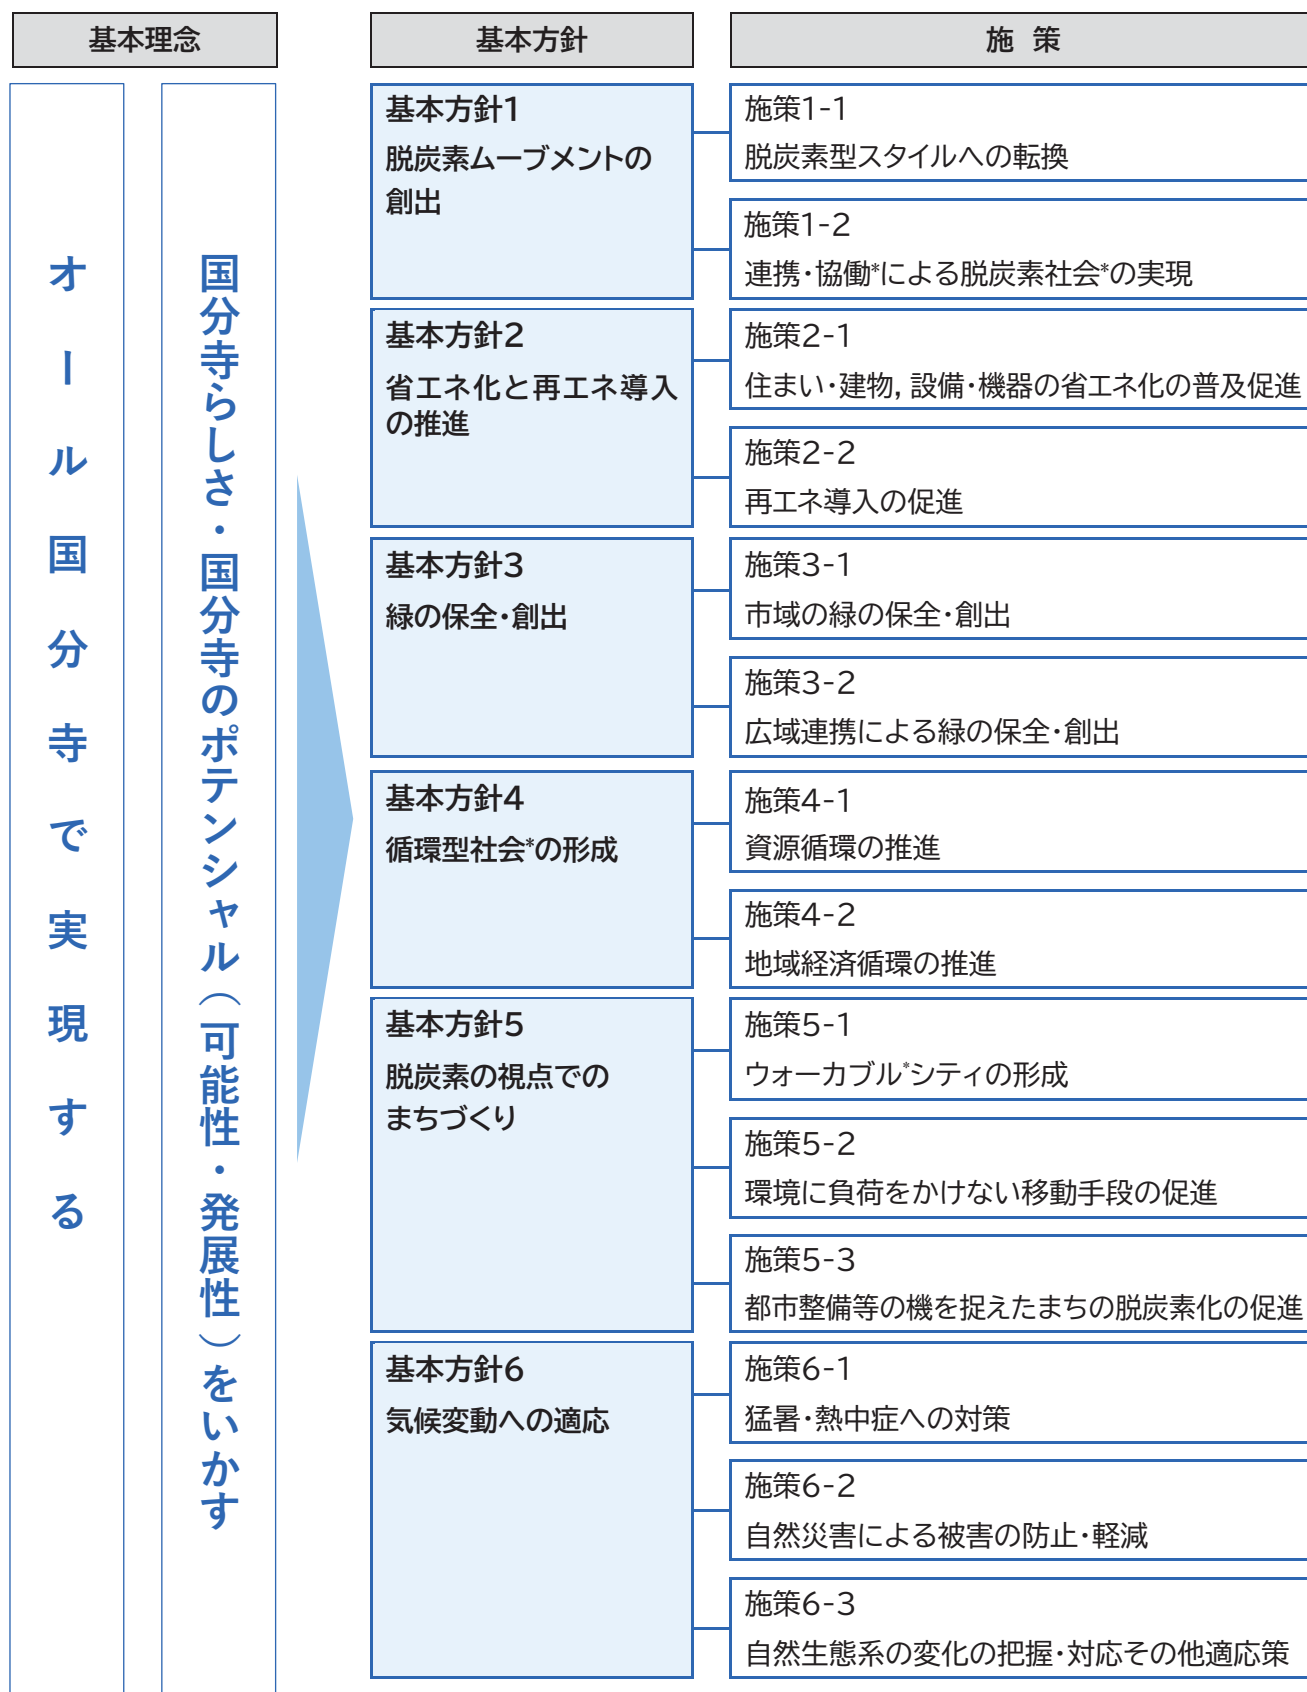 基本理念
基本方針
施 策
オール国分寺で実現する
国分寺らしさ・国分寺のポテンシャル（可能性・発展性）をいかす
基本方針1
脱炭素ムーブメントの
創出
施策1-1
脱炭素型スタイルへの転換
施策1-2
連携・協働*による脱炭素社会*の実現
基本方針2
省エネ化と再エネ導入
の推進
施策2-1
住まい・建物，設備・機器の省エネ化の普及促進
施策2-2
再エネ導入の促進
基本方針3
緑の保全・創出
施策3-1
市域の緑の保全・創出
施策3-2
広域連携による緑の保全・創出
基本方針4
循環型社会*の形成
施策4-1
資源循環の推進
施策4-2
地域経済循環の推進
基本方針5
脱炭素の視点での
まちづくり
施策5-1
ウォーカブル*シティの形成
施策5-2
環境に負荷をかけない移動手段の促進
施策5-3
都市整備等の機を捉えたまちの脱炭素化の促進
基本方針6
気候変動への適応
施策6-1
猛暑・熱中症への対策
施策6-2
自然災害による被害の防止・軽減
施策6-3
自然生態系の変化の把握・対応その他適応策